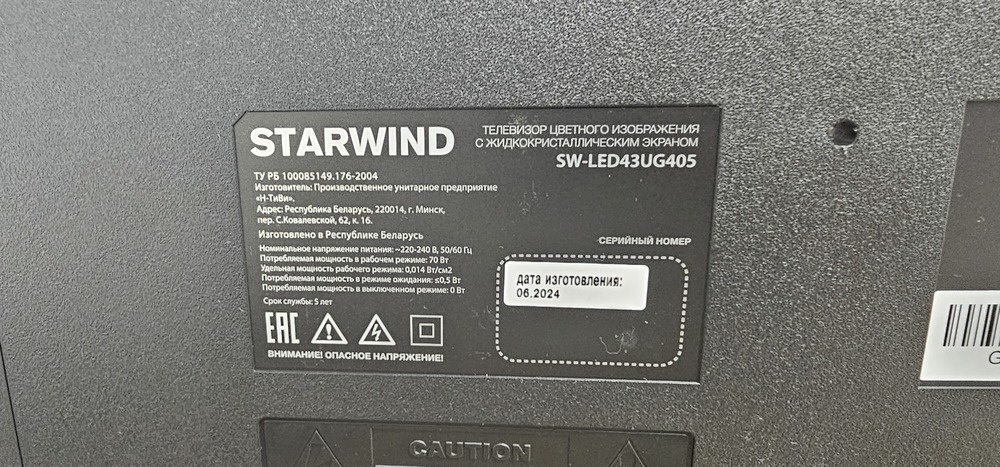 STARWIND
ТЕЛЕВИЗОР ЦВЕТНОГО ИЗОБРАЖЕНИЯ
С ЖИДКОКРИСТАЛЛИЧЕСКИМ ЭКРАНОМ
SW-LED43UG405
ТУ РБ 100085149.176-2004
Изготовитель: Производственное унитарное предприятие
«Н-ТиВи».
Адрес: Республика Беларусь, 220014, г. Минск,
пер. С.Ковалевской, 62, к. 16.
Изготовлено в Республике Беларусь
Номинальное напряжение питания: ~220-240 В, 50/60 Гц
Потребляемая мощность в рабочем режиме: 70 Вт
Удельная мощность рабочего режима: 0,014 Вт/см2
Потребляемая мощность в режиме ожидания: ≤0,5 Вт
Потребляемая мощность в выключенном режиме: 0 Вт
Срок службы: 5 лет
EAC
ВНИМАНИЕ! ОПАСНОЕ НАПРЯЖЕНИЕ!
СЕРИЙНЫЙ НОМЕР
дата изготовления:
06.2024
G
CAUTION